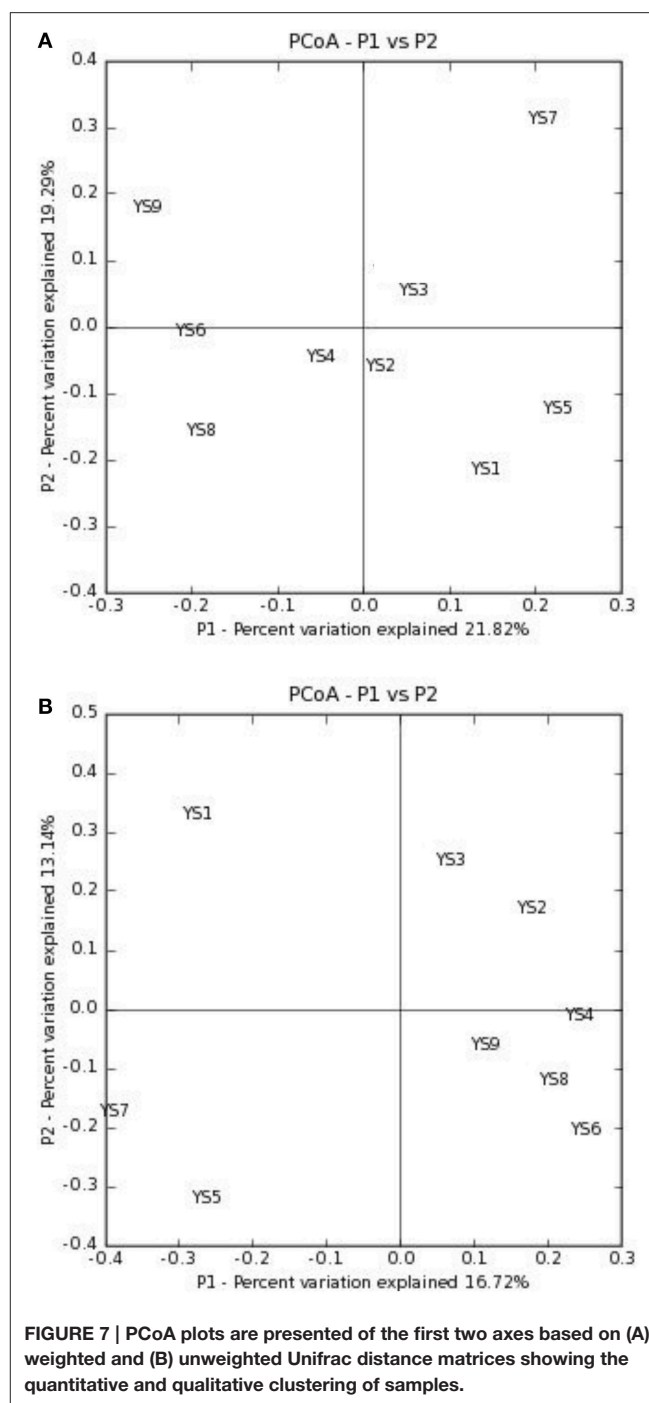 A
PCoA - P1 vs P2
P2 - Percent variation explained 19.29%
0.4
0.3
0.2
0.1
0.0
-0.1
-0.2
-0.3
-0.4
YS7
YS9
YS3
YS6
YS4
YS2
YS5
YS8
YS1
-0.3 -0.2 -0.1 0.0 0.1 0.2 0.3
P1 - Percent variation explained 21.82%
B
PCoA - P1 vs P2
P2 - Percent variation explained 13.14%
0.5
0.4
0.3
0.2
0.1
0.0
-0.1
-0.2
-0.3
-0.4
YS1
YS3
YS2
YS4
YS9
YS8
YS7
YS6
YS5
-0.4 -0.3 -0.2 -0.1 0.0 0.1 0.2 0.3
P1 - Percent variation explained 16.72%
FIGURE 7 | PCoA plots are presented of the first two axes based on (A)
weighted and (B) unweighted Unifrac distance matrices showing the
quantitative and qualitative clustering of samples.